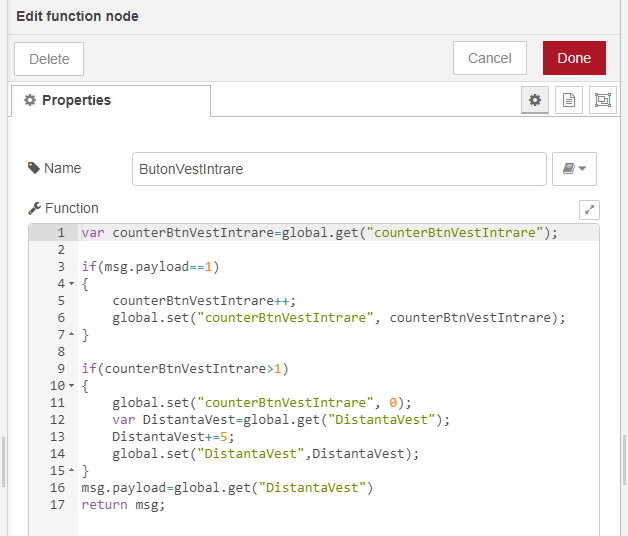 Edit function node
Delete
Cancel
Done
Properties
Name
ButonVestIntrare
Function
1 var counterBtnVestIntrare=global.get("counterBtnVestIntrare");
2
3 if(msg.payload==1)
4 {
5     counterBtnVestIntrare++;
6     global.set("counterBtnVestIntrare", counterBtnVestIntrare);
7 }
8
9 if(counterBtnVestIntrare>1)
10 {
11     global.set("counterBtnVestIntrare", 0);
12     var DistantaVest=global.get("DistantaVest");
13     DistantaVest+=5;
14     global.set("DistantaVest",DistantaVest);
15 }
16 msg.payload=global.get("DistantaVest")
17 return msg;